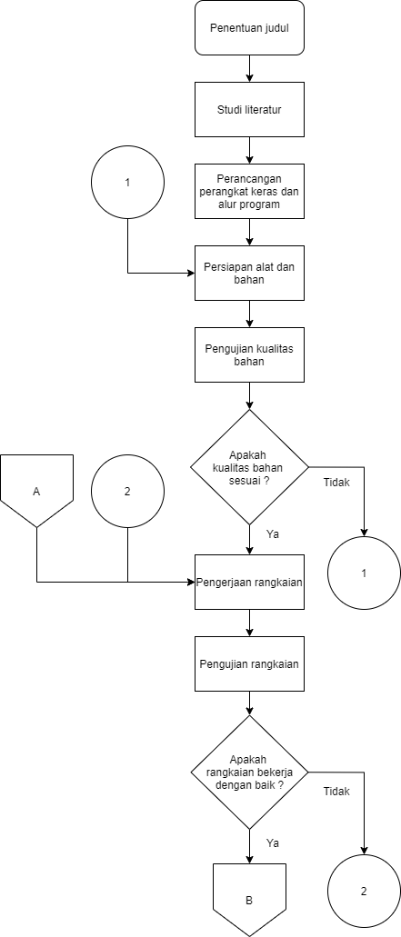 Penentuan judul
Studi literatur
1
Perancangan
perangkat keras dan
alur program
Persiapan alat dan
bahan
Pengujian kualitas
bahan
Apakah
kualitas bahan
sesuai ?
Tidak
A
2
Ya
1
Pengerjaan rangkaian
Pengujian rangkaian
Apakah
rangkaian bekerja
dengan baik ?
Tidak
Ya
B
2